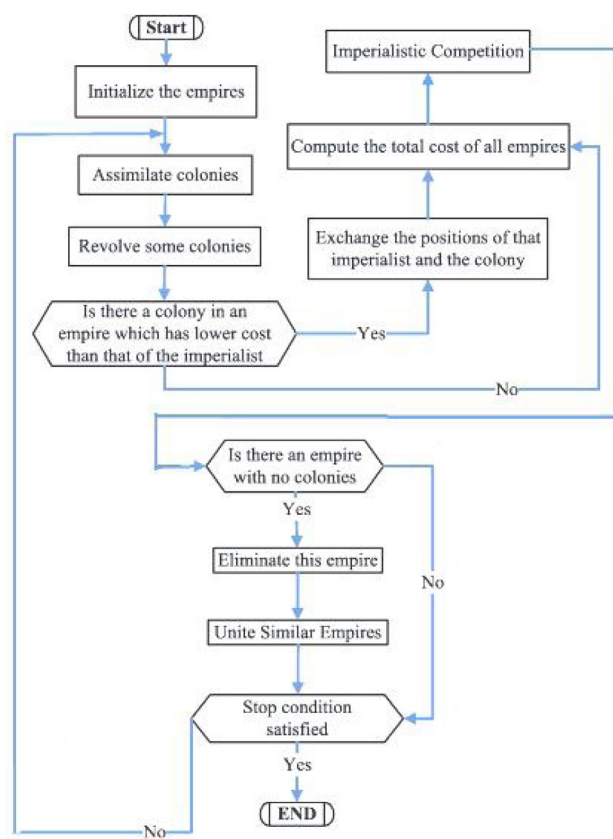 Start
Initialize the empires
Assimilate colonies
Revolve some colonies
Is there a colony in an
empire which has lower cost
than that of the imperialist
Yes
No
Exchange the positions of that
imperialist and the colony
Compute the total cost of all empires
Imperialistic Competition
Is there an empire
with no colonies
Yes
No
Eliminate this empire
Unite Similar Empires
Stop condition
satisfied
Yes
No
END